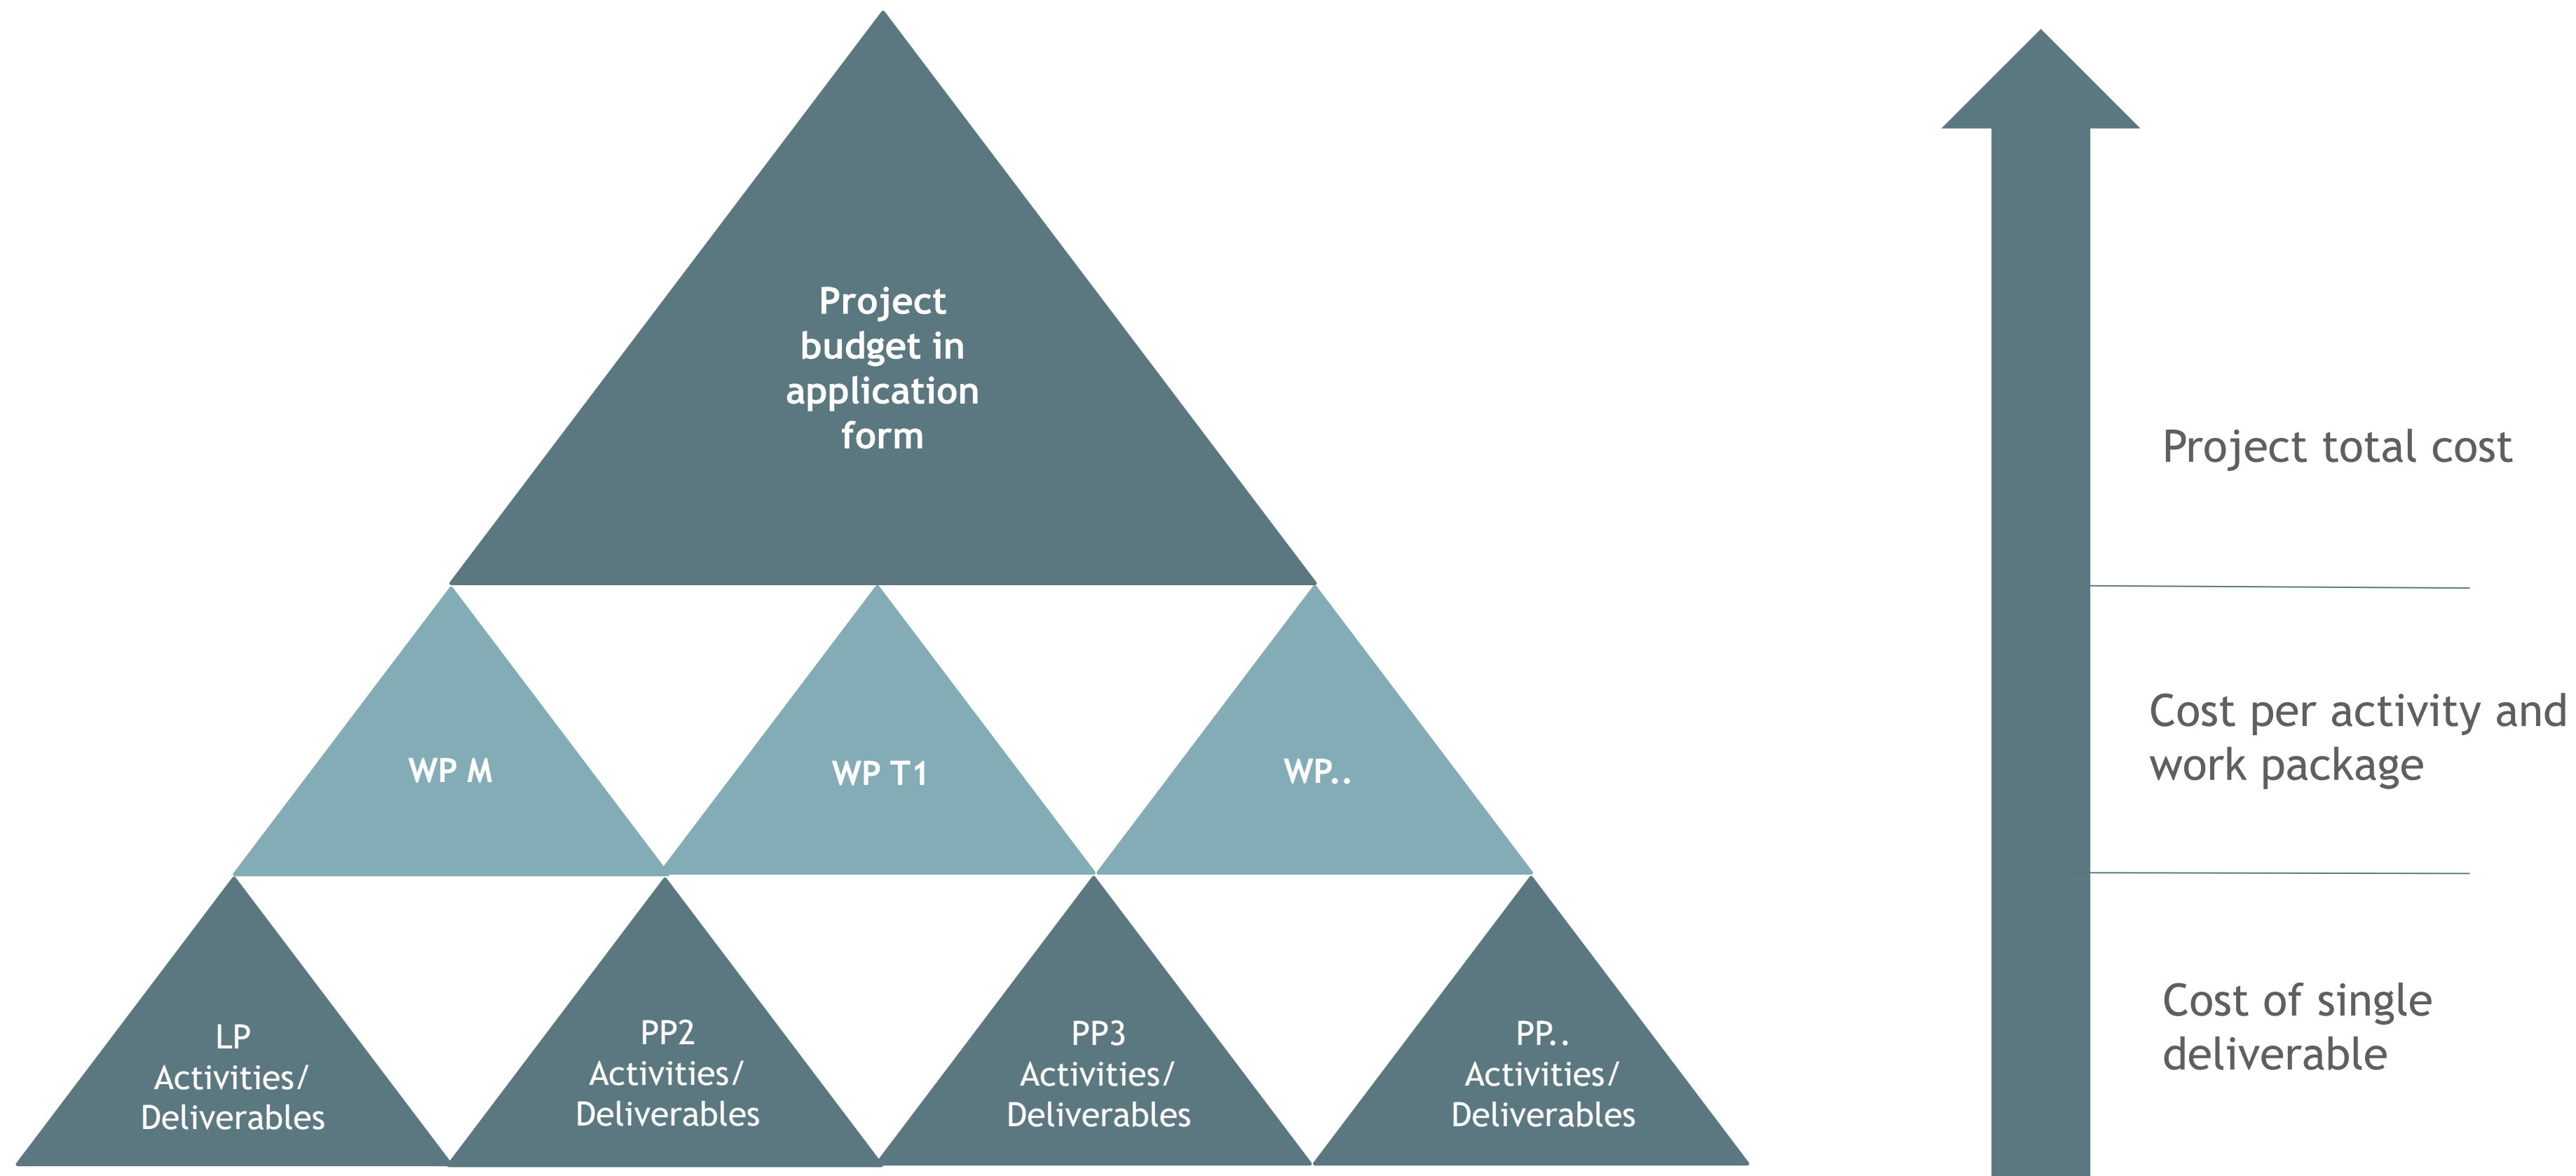 Project
budget in
application
form
Project total cost
WP M
WP T1
WP..
Cost per activity and
work package
LP
Activities/
Deliverables
PP2
Activities/
Deliverables
PP3
Activities/
Deliverables
PP..
Activities/
Deliverables
Cost of single
deliverable